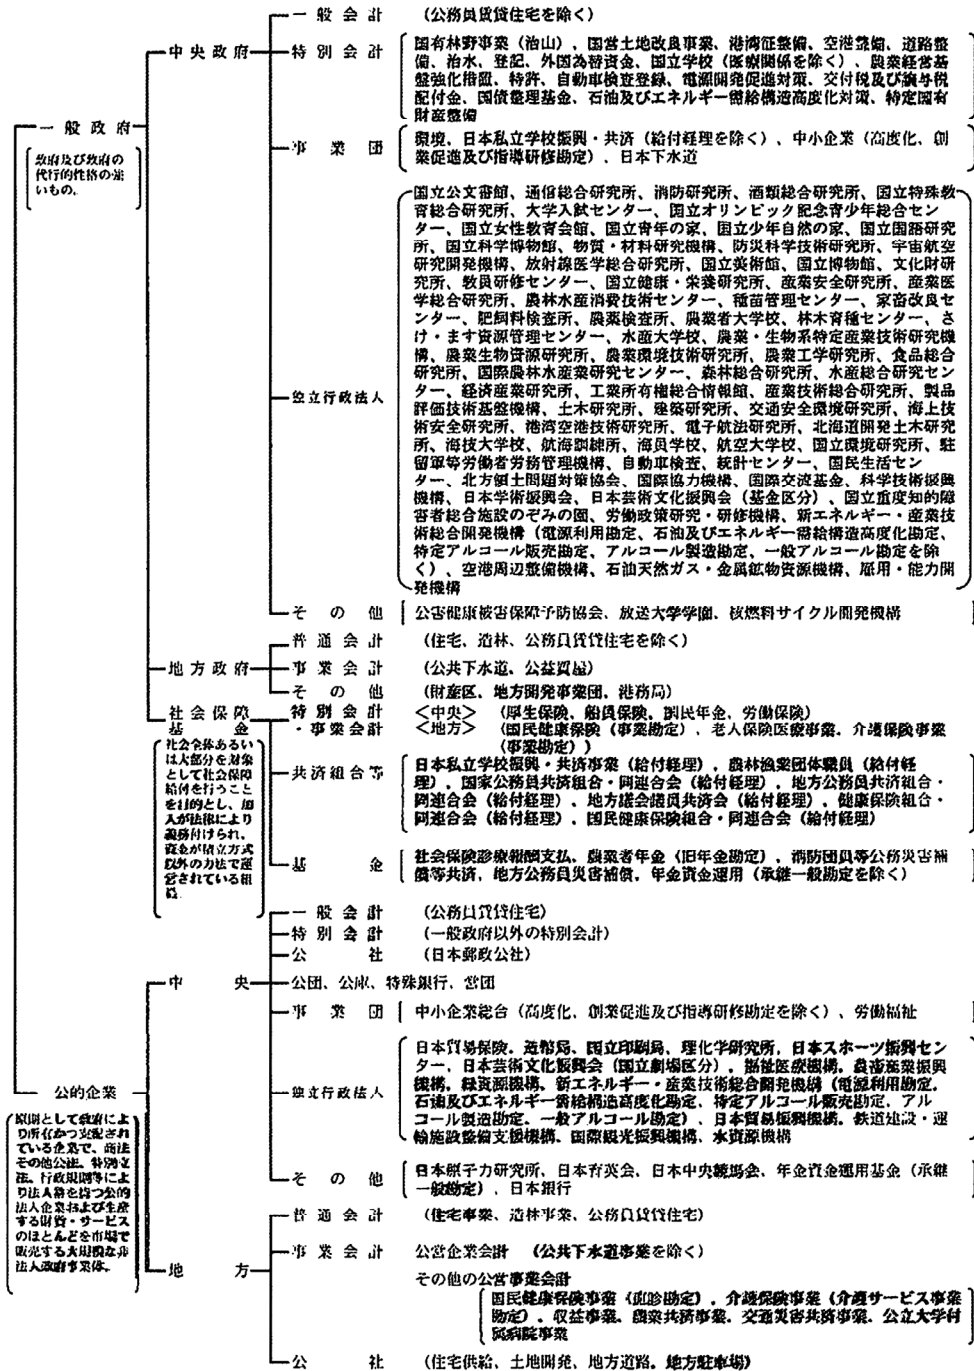 一般会計 (公務員賃貸住宅を除く)
中央政府 特別会計
国有林野事業(治山)、国営土地改良事業、港湾整備、空港整備、道路整
備、治水、登記、外国為替資金、国立学校(医療関係を除く)、農業経営基
盤強化措置、特許、自動車検査登録、電源開発促進対策、交付税及び譲与税
配付金、国債整理基金、石油及びエネルギー需給構造高度化対策、特定国有
財産整備
一般政府
政府及び政府の
代行的性格の強
いもの。
事業団
環境、日本私立学校振興・共済(給付経理を除く)、中小企業(高度化、創
業促進及び指導研修勘定)、日本下水道
独立行政法人
国立公文書館、通信総合研究所、消防研究所、酒類総合研究所、国立特殊教
育総合研究所、大学入試センター、国立オリンピック記念青少年総合セン
ター、国立女性教育会館、国立青年の家、国立少年自然の家、国立国語研究
所、国立科学博物館、物質・材料研究機構、防災科学技術研究所、宇宙航空
研究開発機構、放射線医学総合研究所、国立美術館、国立博物館、文化財研
究所、教員研修センター、国立健康・栄養研究所、産業安全研究所、産業医
学総合研究所、農林水産消費技術センター、種苗管理センター、家畜改良セ
ンター、肥飼料検査所、農薬検査所、農業者大学校、林木育種センター、さ
け・ます資源管理センター、水産大学校、農業・生物系特定産業技術研究機
構、農業生物資源研究所、農業環境技術研究所、農業工学研究所、食品総合
研究所、国際農林水産業研究センター、森林総合研究所、水産総合研究セン
ター、経済産業研究所、工業所有権総合情報館、産業技術総合研究所、製品
評価技術基盤機構、土木研究所、建築研究所、交通安全環境研究所、海上技
術安全研究所、港湾空港技術研究所、電子航法研究所、北海道開発土木研究
所、海技大学校、航海訓練所、海員学校、航空大学校、国立環境研究所、駐
留軍等労働者労務管理機構、自動車検査、統計センター、国民生活セン
ター、北方領土問題対策協会、国際協力機構、国際交流基金、科学技術振興
機構、日本学術振興会、日本芸術文化振興会(基金区分)、国立重度知的障
害者総合施設のぞみの園、労働政策研究・研修機構、新エネルギー・産業技
術総合開発機構(電源利用勘定、石油及びエネルギー需給構造高度化勘定、
特定アルコール販売勘定、アルコール製造勘定、一般アルコール勘定を除
く)、空港周辺整備機構、石油天然ガス・金属鉱物資源機構、雇用・能力開
発機構
その他 公害健康被害保障予防協会、放送大学学園、核燃料サイクル開発機構
普通会計 (住宅、造林、公務員賃貸住宅を除く)
地方政府 事業会計 (公共下水道、公益質屋)
その他 (財産区、地方開発事業団、港務局)
社会保障 特別会計 <中央> (厚生保険、船員保険、国民年金、労働保険)
基金 ・事業会計 <地方> (国民健康保険(事業勘定)、老人保険医療事業、介護保険事業
(事業勘定))
社会全体あるい
は大部分を対象
として社会保障
給付を行うこと
を目的とし、加
入が法律により
義務付けられ、
資金が積立方式
以外の方法で運
営されている組
織
共済組合等
日本私立学校振興・共済事業(給付経理)、農林漁業団体職員(給付経
理)、国家公務員共済組合・同連合会(給付経理)、地方公務員共済組合・
同連合会(給付経理)、地方議会議員共済会(給付経理)、健康保険組合・
同連合会(給付経理)、国民健康保険組合・同連合会(給付経理)
基金
社会保険診療報酬支払、農業者年金(旧年金勘定)、消防団員等公務災害補
償等共済、地方公務員災害補償、年金資金運用(承継一般勘定を除く)
一般会計 (公務員賃貸住宅)
特別会計 (一般政府以外の特別会計)
公社 (日本郵政公社)
中央 公団、公庫、特殊銀行、営団
事業団 中小企業総合(高度化、創業促進及び指導研修勘定を除く)、労働福祉
独立行政法人
日本貿易保険、造幣局、国立印刷局、理化学研究所、日本スポーツ振興セン
ター、日本芸術文化振興会(国立劇場区分)、福祉医療機構、農畜産業振興
機構、緑資源機構、新エネルギー・産業技術総合開発機構(電源利用勘定、
石油及びエネルギー需給構造高度化勘定、特定アルコール販売勘定、アル
コール製造勘定、一般アルコール勘定)、日本貿易振興機構、鉄道建設・運
輸施設整備支援機構、国際観光振興機構、水資源機構
公的企業
原則として政府によ
り所有かつ支配され
ている企業で、商法
その他公法、特別立
法、行政規則等によ
り法人格を持つ公的
法人企業および生産
する財貨・サービス
のほとんどを市場で
販売する大規模な非
法人政府事業体。
その他
日本原子力研究所、日本育英会、日本中央競馬会、年金資金運用基金(承継
一般勘定)、日本銀行
普通会計 (住宅事業、造林事業、公務員賃貸住宅)
事業会計 公営企業会計 (公共下水道事業を除く)
地方
その他の公営事業会計
国民健康保険事業(直診勘定)、介護保険事業(介護サービス事業
勘定)、収益事業、農業共済事業、交通災害共済事業、公立大学付
属病院事業
公社 (住宅供給、土地開発、地方道路、地方駐車場)